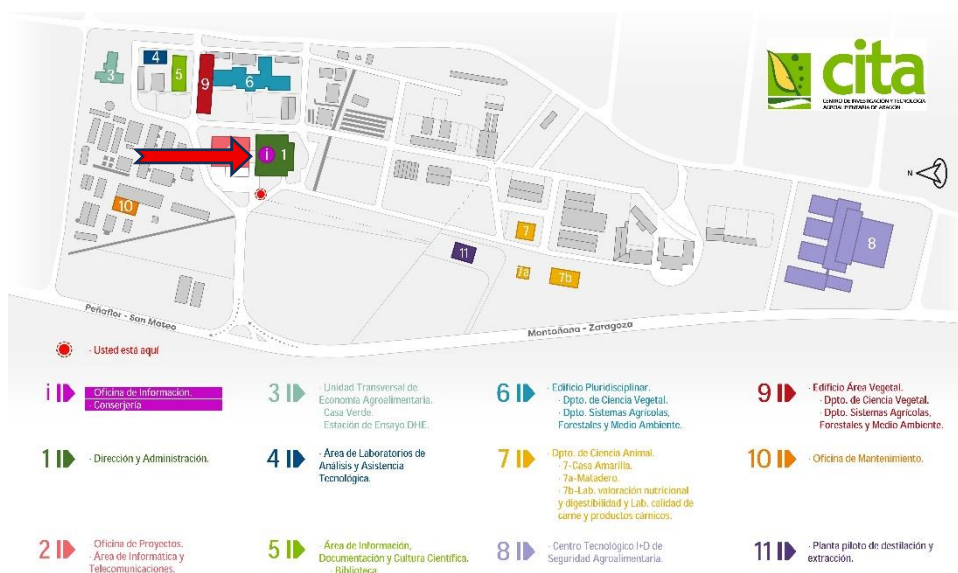 cita
CENTRO DE INVESTIGACIÓN Y TECNOLOGÍA
AGROALIMENTARIA DE ARAGÓN
3
4
5
9
6
i
1
N
10
7
11
7a
7b
8
Peñaflor - San Mateo
Montañana - Zaragoza
· Usted está aquí
i
· Oficina de Información.
· Conserjería
1
· Dirección y Administración.
2
· Oficina de Proyectos.
· Área de Informática y
Telecomunicaciones.
3
· Unidad Transversal de
Economía Agroalimentaria.
Casa Verde.
Estación de Ensayo DHE.
4
· Área de Laboratorios de
Análisis y Asistencia
Tecnológica.
5
· Área de Información,
Documentación y Cultura Científica.
· Biblioteca.
6
· Edificio Pluridisciplinar.
· Dpto. de Ciencia Vegetal.
· Dpto. Sistemas Agrícolas,
Forestales y Medio Ambiente.
7
· Dpto. de Ciencia Animal.
· 7-Casa Amarilla.
· 7a-Matadero.
· 7b-Lab. valoración nutricional
y digestibilidad y Lab. calidad de
carne y productos cárnicos.
8
· Centro Tecnológico I+D de
Seguridad Agroalimentaria.
9
· Edificio Área Vegetal.
· Dpto. de Ciencia Vegetal.
· Dpto. Sistemas Agrícolas,
Forestales y Medio Ambiente.
10
· Oficina de Mantenimiento.
11
· Planta piloto de destilación y
extracción.